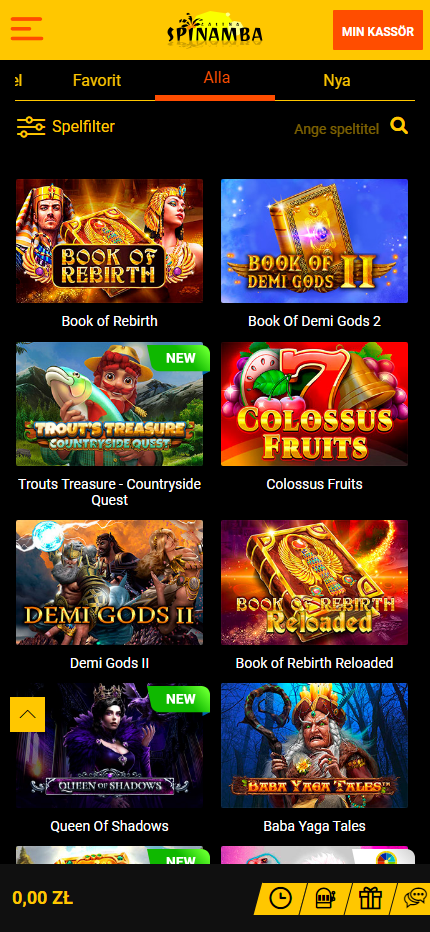 CASINO
SPINAMBA
MIN KASSÖR
el
Favorit
Alla
Nya
Spelfilter
Ange speltitel
BOOK OF
REBIRTH
BOOK OF
DEMI GODS II
Book of Rebirth
Book Of Demi Gods 2
NEW
TROUT'S TREASURE
COUNTRYSIDE QUEST
7
COLOSSUS
FRUITS
Trouts Treasure - Countryside
Quest
Colossus Fruits
DEMI GODS II
BOOK OF REBIRTH
Reloaded
Demi Gods II
Book of Rebirth Reloaded
NEW
QUEEN OF SHADOWS
BABA YAGA TALES™
Queen Of Shadows
Baba Yaga Tales
NEW
0,00 ZŁ